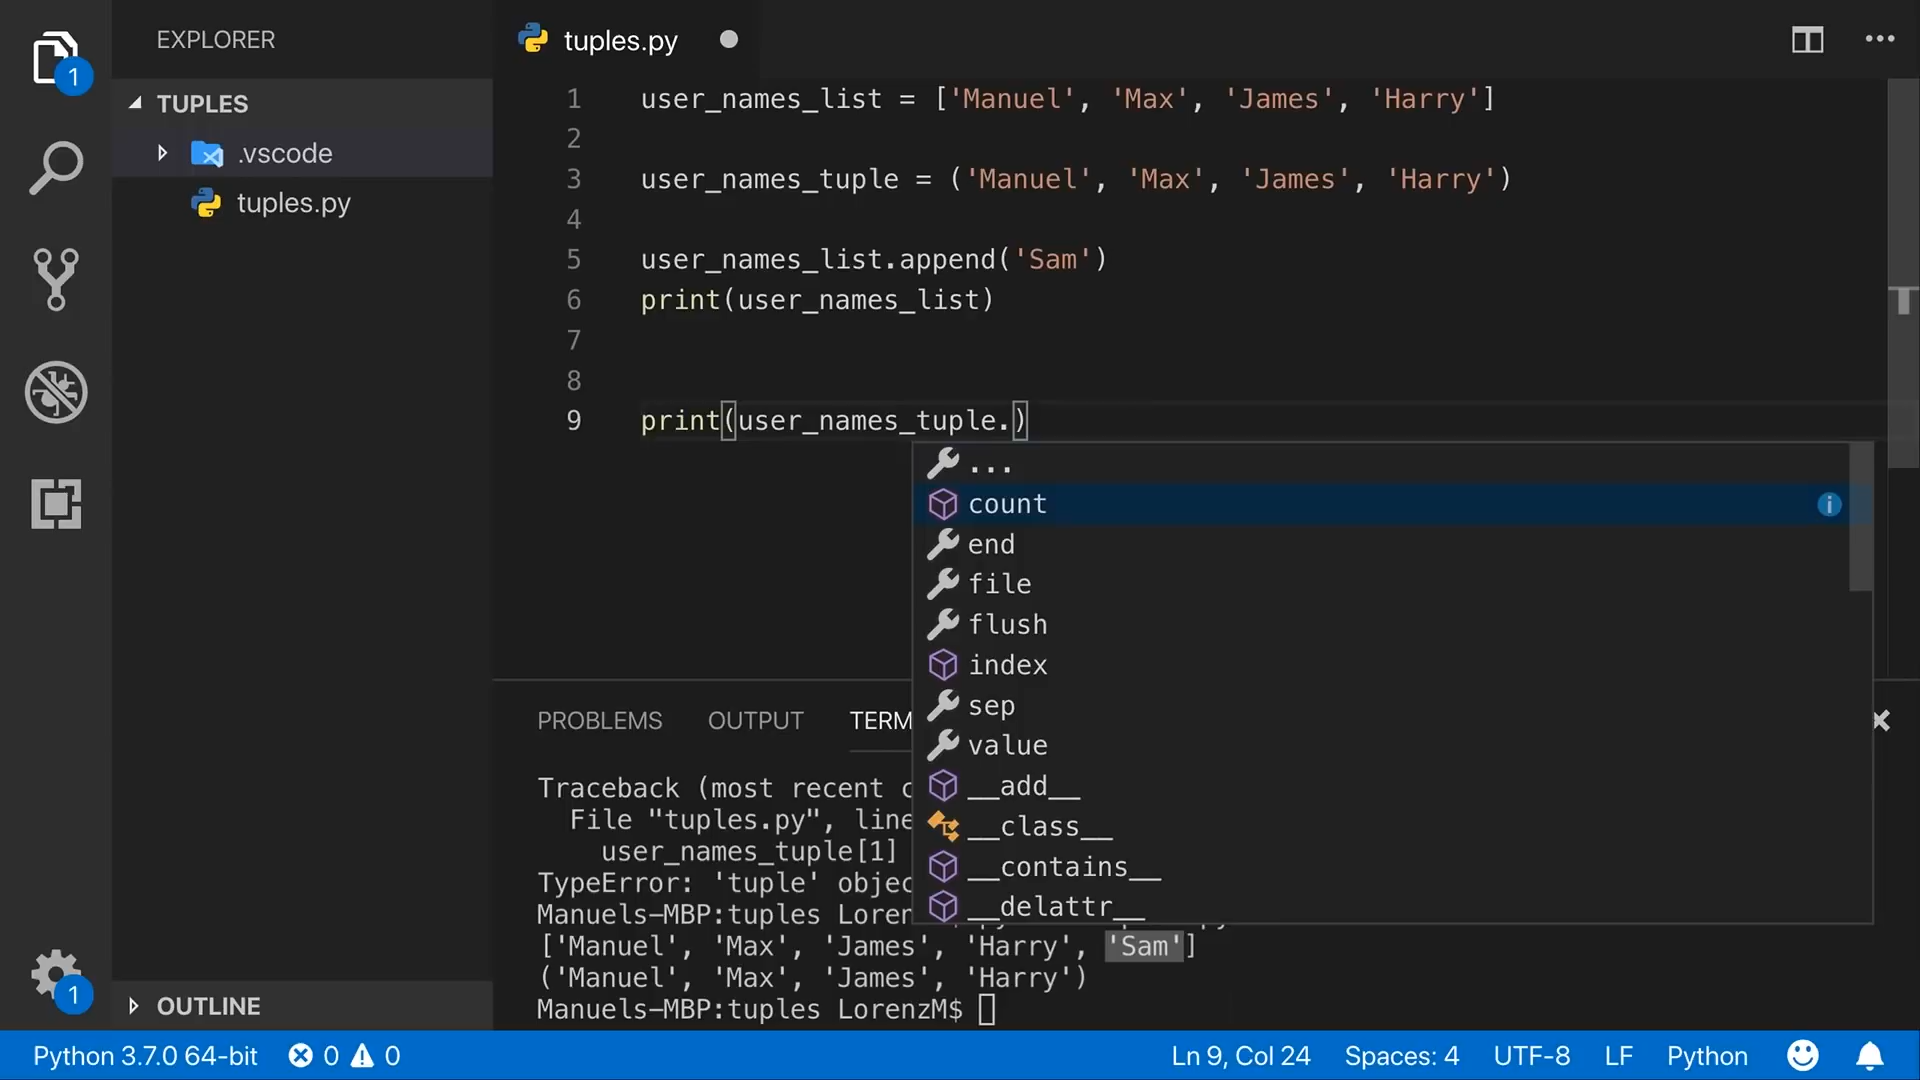 EXPLORER
tuples.py
1
TUPLES
.vscode
tuples.py
1 user_names_list = ['Manuel', 'Max', 'James', 'Harry']
2
3 user_names_tuple = ('Manuel', 'Max', 'James', 'Harry')
4
5 user_names_list.append('Sam')
6 print(user_names_list)
7
8
9 print(user_names_tuple.)
...
count
end
file
flush
index
sep
value
__add__
__class__
__contains__
__delattr__
PROBLEMS OUTPUT TERM
Traceback (most recent c
File "tuples.py", line
user_names_tuple[1]
TypeError: 'tuple' objec
Manuels-MBP:tuples Loren
['Manuel', 'Max', 'James', 'Harry', 'Sam']
('Manuel', 'Max', 'James', 'Harry')
Manuels-MBP:tuples LorenzM$
1
OUTLINE
Python 3.7.0 64-bit 0 0 Ln 9, Col 24 Spaces: 4 UTF-8 LF Python